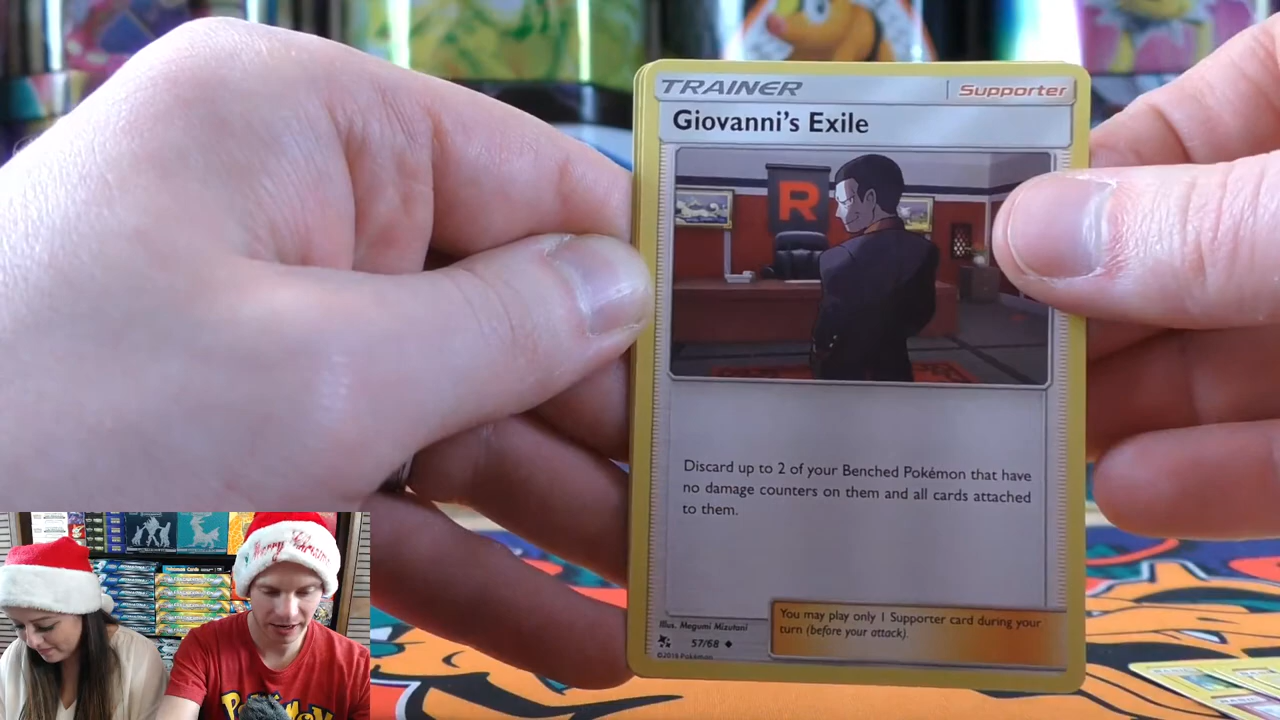 TRAINER
Supporter
Giovanni's Exile
R
Discard up to 2 of your Benched Pokémon that have
no damage counters on them and all cards attached
to them.
You may play only 1 Supporter card during your
turn (before your attack).
Illus. Megumi Mizutani
57/68
Merry Christmas
Pokémon